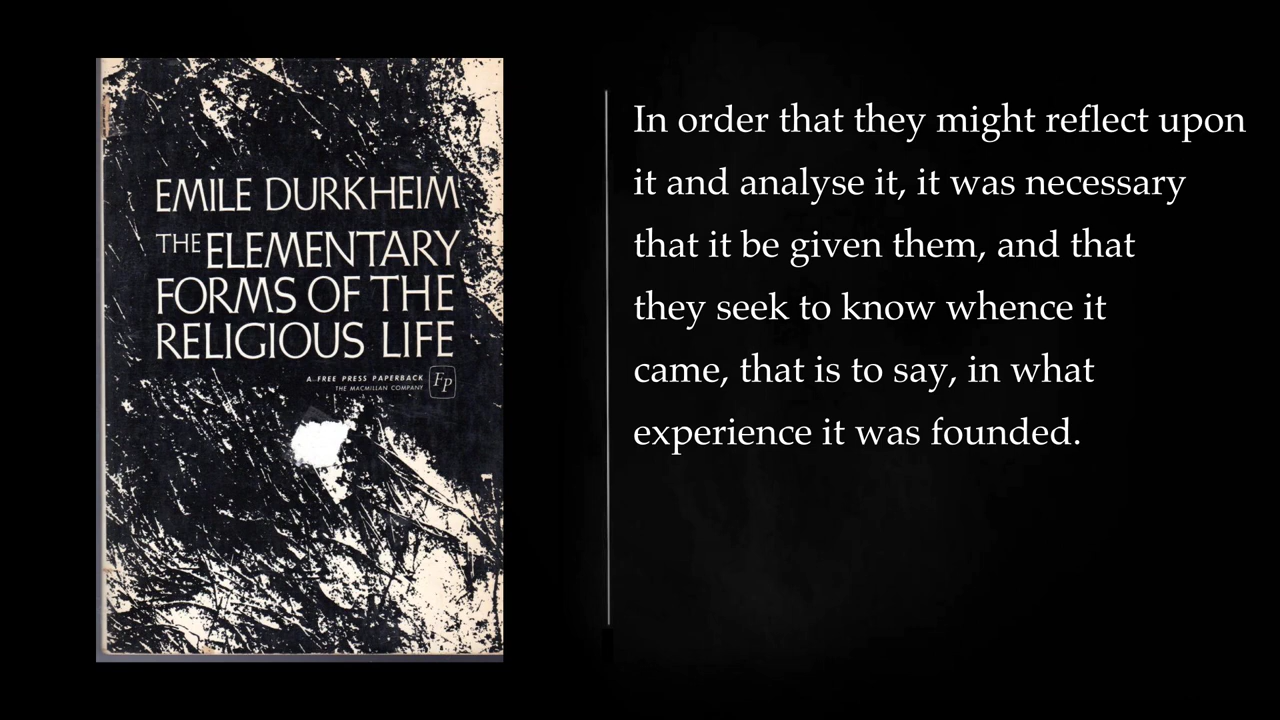 EMILE DURKHEIM
THE ELEMENTARY
FORMS OF THE
RELIGIOUS LIFE
A FREE PRESS PAPERBACK
THE MACMILLAN COMPANY
Fp
In order that they might reflect upon
it and analyse it, it was necessary
that it be given them, and that
they seek to know whence it
came, that is to say, in what
experience it was founded.